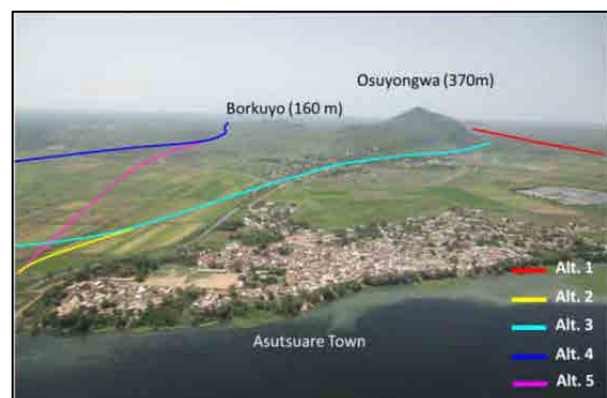 Osuyongwa (370m)
Borkuyo (160 m)
Alt. 1
Alt. 2
Alt. 3
Alt. 4
Alt. 5
Asutsuare Town